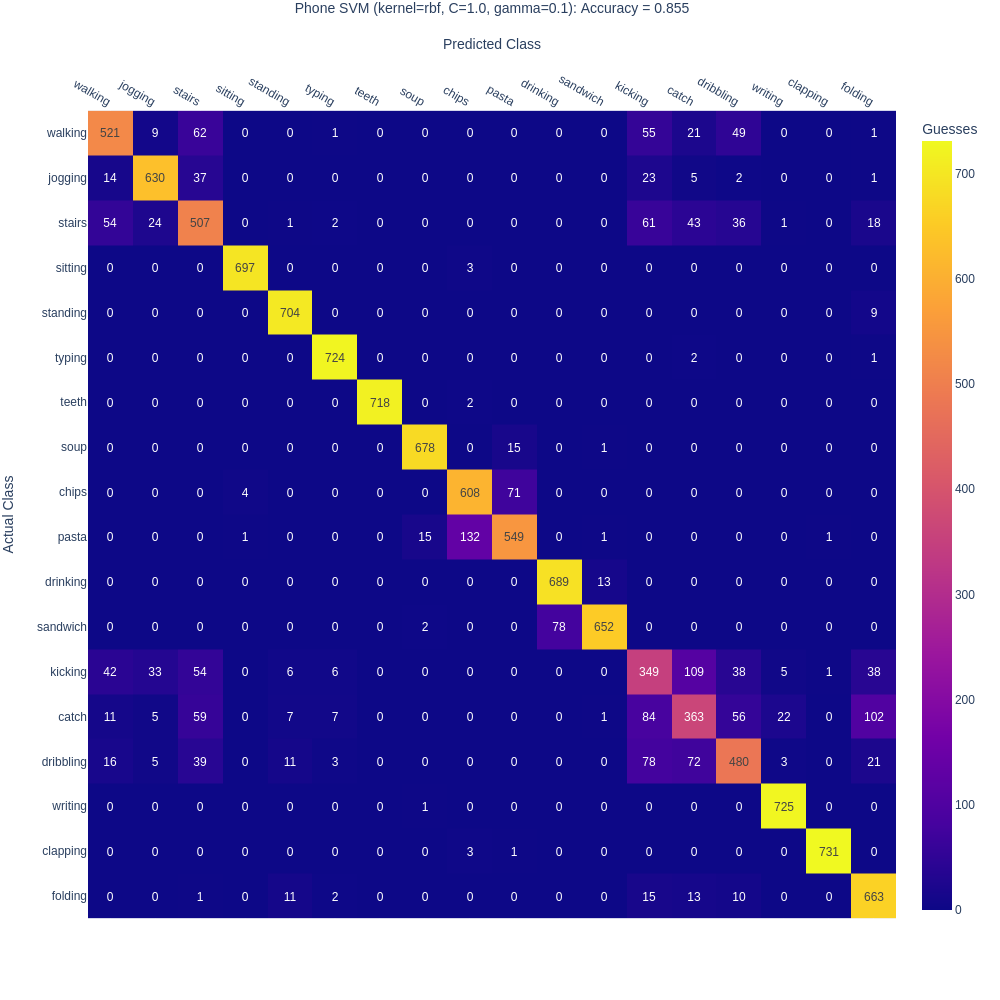 Phone SVM (kernel=rbf, C=1.0, gamma=0.1): Accuracy = 0.855
Predicted Class
walking jogging stairs sitting standing typing teeth soup chips pasta drinking sandwich kicking catch dribbling writing clapping folding
Guesses
walking 521 9 62 0 0 1 0 0 0 0 0 0 55 21 49 0 0 1
jogging 14 630 37 0 0 0 0 0 0 0 0 0 23 5 2 0 0 1
stairs 54 24 507 0 1 2 0 0 0 0 0 0 61 43 36 1 0 18
sitting 0 0 0 697 0 0 0 0 3 0 0 0 0 0 0 0 0 0
standing 0 0 0 0 704 0 0 0 0 0 0 0 0 0 0 0 0 9
typing 0 0 0 0 0 724 0 0 0 0 0 0 0 2 0 0 0 1
teeth 0 0 0 0 0 0 718 0 2 0 0 0 0 0 0 0 0 0
soup 0 0 0 0 0 0 0 678 0 15 0 1 0 0 0 0 0 0
chips 0 0 0 4 0 0 0 0 608 71 0 0 0 0 0 0 0 0
pasta 0 0 0 1 0 0 0 15 132 549 0 1 0 0 0 0 1 0
drinking 0 0 0 0 0 0 0 0 0 0 689 13 0 0 0 0 0 0
sandwich 0 0 0 0 0 0 0 2 0 0 78 652 0 0 0 0 0 0
kicking 42 33 54 0 6 6 0 0 0 0 0 0 349 109 38 5 1 38
catch 11 5 59 0 7 7 0 0 0 0 0 1 84 363 56 22 0 102
dribbling 16 5 39 0 11 3 0 0 0 0 0 0 78 72 480 3 0 21
writing 0 0 0 0 0 0 0 1 0 0 0 0 0 0 0 725 0 0
clapping 0 0 0 0 0 0 0 0 3 1 0 0 0 0 0 0 731 0
folding 0 0 1 0 11 2 0 0 0 0 0 0 15 13 10 0 0 663
Actual Class
700
600
500
400
300
200
100
0